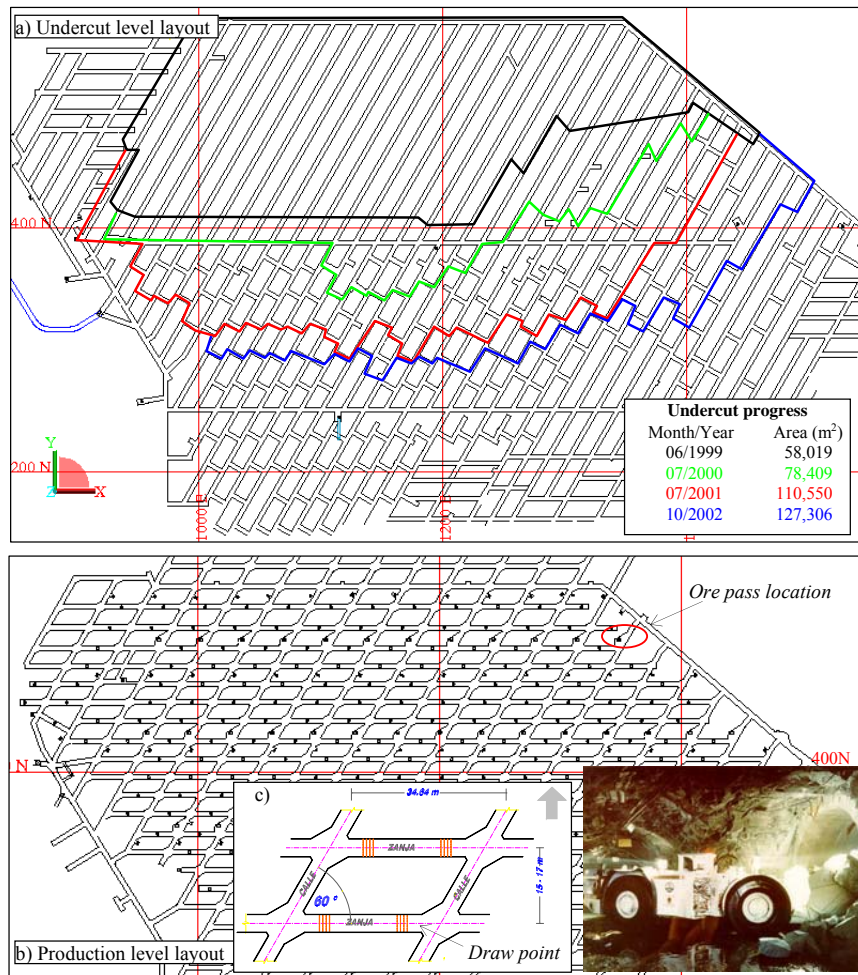 a) Undercut level layout
400 N
200 N
Y
Z
X
1000 E
1200 E
Undercut progress
Month/Year Area (m²)
06/1999 58,019
07/2000 78,409
07/2001 110,550
10/2002 127,306
Ore pass location
N
400N
c)
34.64 m
ZANJA
CALLE
CALLE
15 - 17 m
60 °
ZANJA
Draw point
b) Production level layout